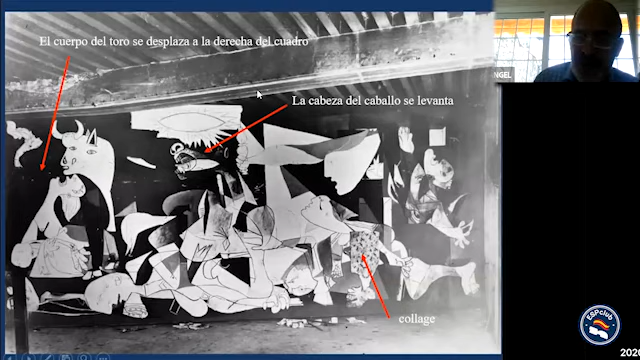 El cuerpo del toro se desplaza a la derecha del cuadro
NGEL
La cabeza del caballo se levanta
collage
ESPclub
2020